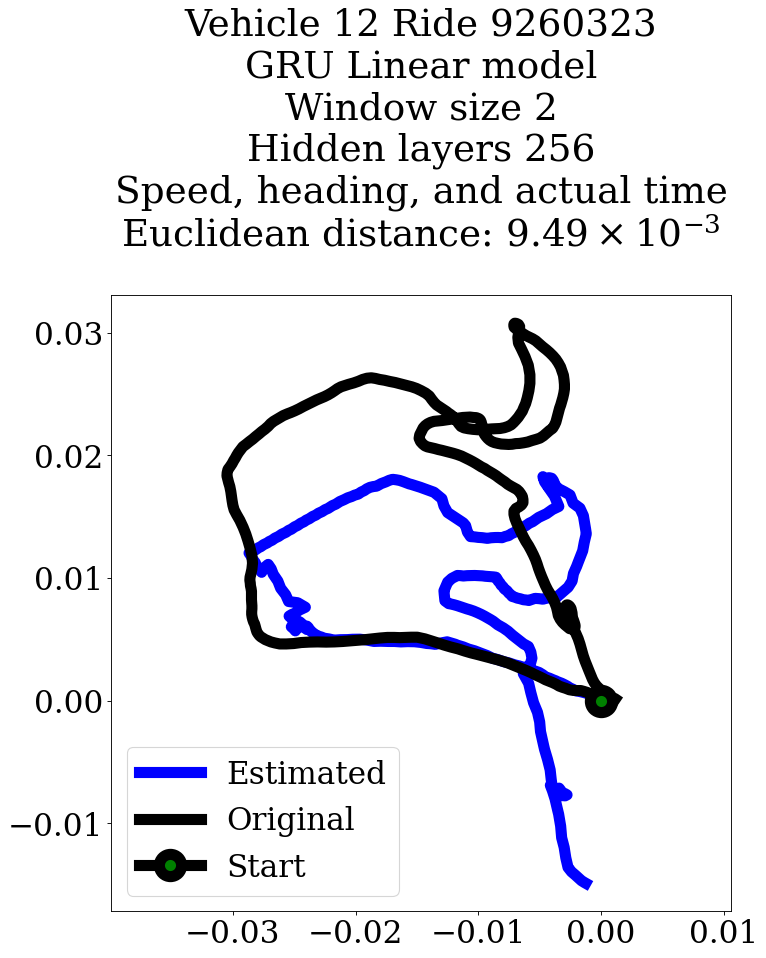 Vehicle 12 Ride 9260323
GRU Linear model
Window size 2
Hidden layers 256
Speed, heading, and actual time
Euclidean distance: 9.49 × 10⁻³
0.03
0.02
0.01
0.00
−0.01
Estimated
Original
Start
−0.03 −0.02 −0.01 0.00 0.01